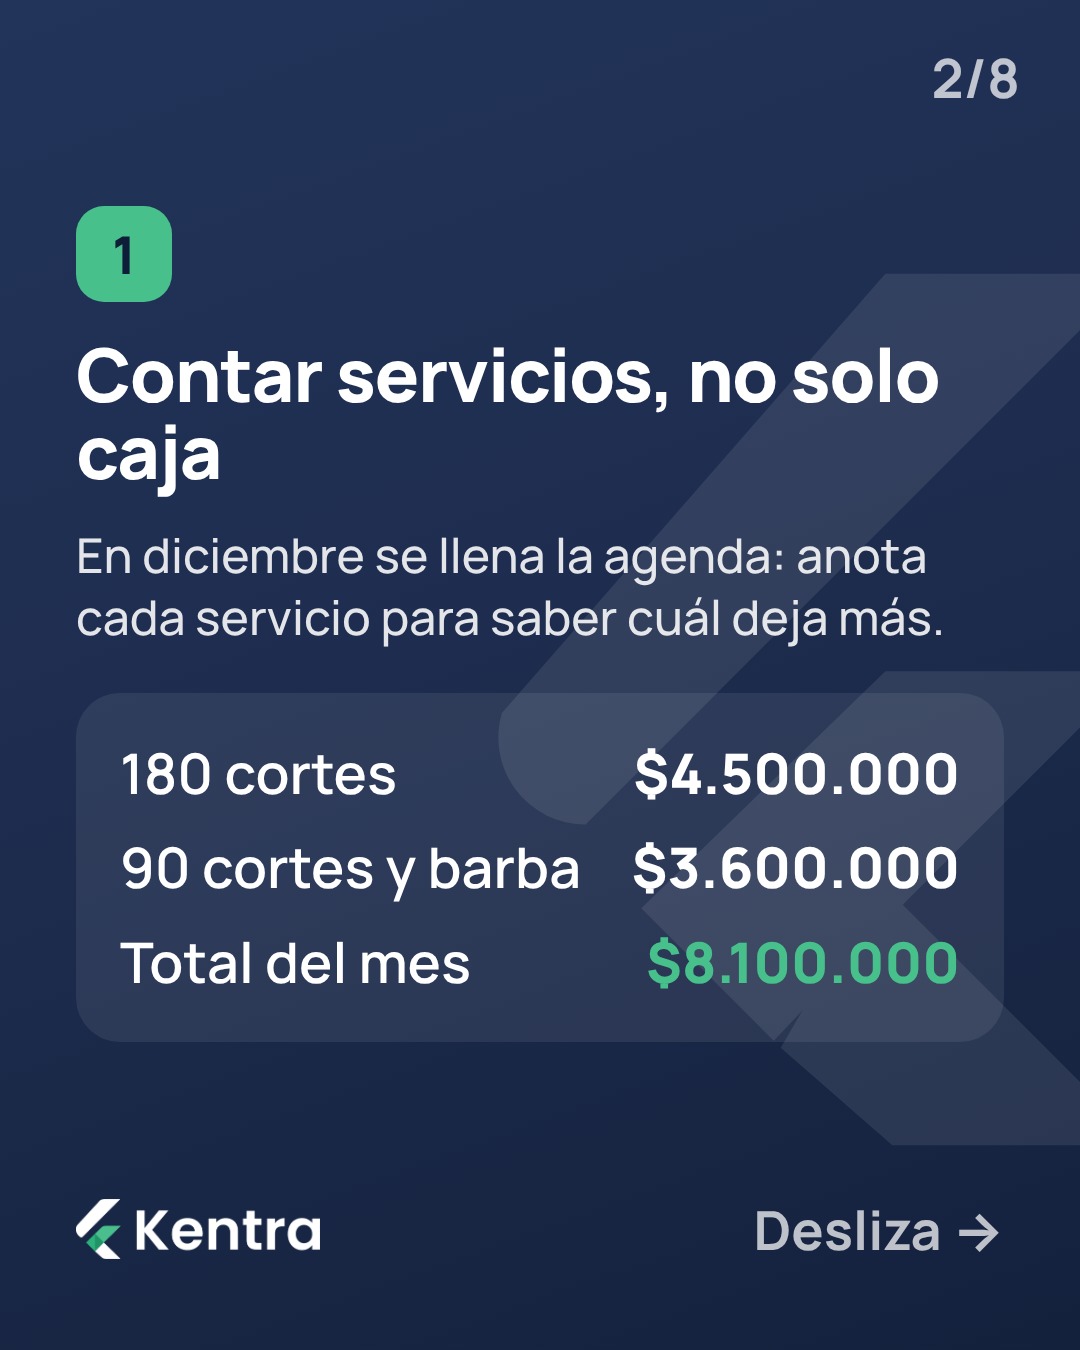 2/8
1
Contar servicios, no solo
caja
En diciembre se llena la agenda: anota
cada servicio para saber cuál deja más.
180 cortes $4.500.000
90 cortes y barba $3.600.000
Total del mes $8.100.000
Kentra
Desliza →